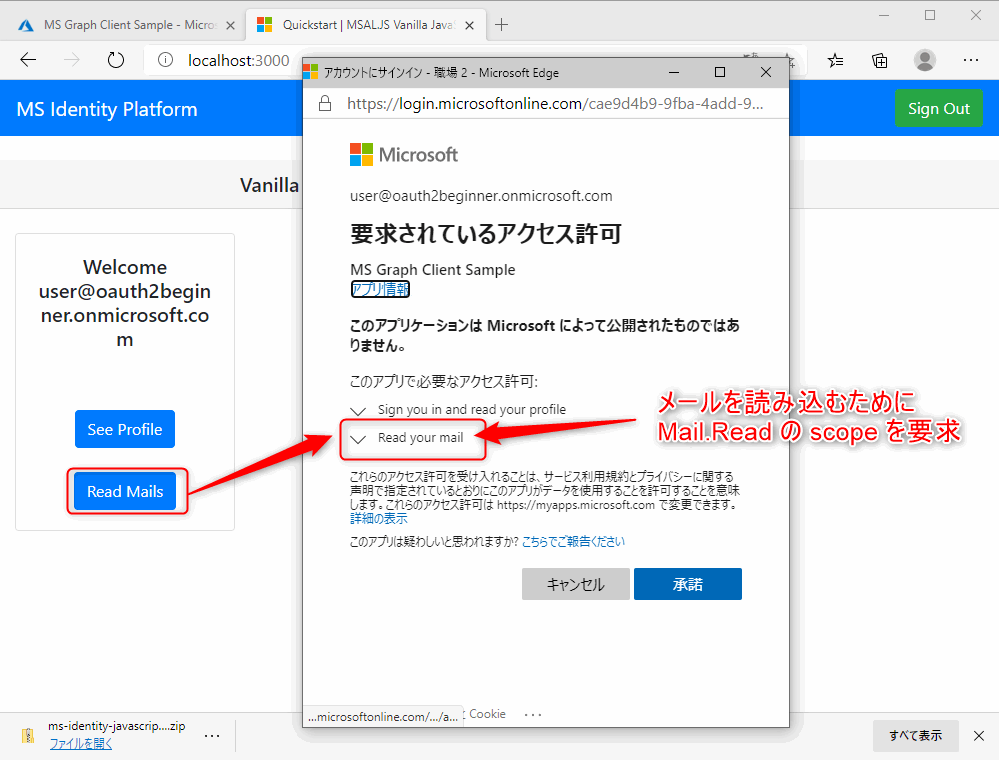 MS Graph Client Sample - Micros
Quickstart | MSALJS Vanilla JavaS
localhost:3000
アカウントにサインイン - 職場 2 - Microsoft Edge
https://login.microsoftonline.com/cae9d4b9-9fba-4add-9...
MS Identity Platform
Sign Out
Vanilla
Welcome
user@oauth2begin
ner.onmicrosoft.co
m
See Profile
Read Mails
Microsoft
user@oauth2beginner.onmicrosoft.com
要求されているアクセス許可
MS Graph Client Sample
アプリ情報
このアプリケーションは Microsoft によって公開されたものではあ
りません。
このアプリで必要なアクセス許可:
Sign you in and read your profile
Read your mail
これらのアクセス許可を受け入れることは、サービス利用規約とプライバシーに関する
声明で指定されているとおりにこのアプリがデータを使用することを許可することを意味
します。これらのアクセス許可は https://myapps.microsoft.com で変更できます。
詳細の表示
このアプリは疑わしいと思われますか? こちらでご報告ください
キャンセル
承諾
メールを読み込むために
Mail.Read の scope を要求
...microsoftonline.com/.../a...
Cookie
...
ms-identity-javascrip....zip
ファイルを開く
すべて表示